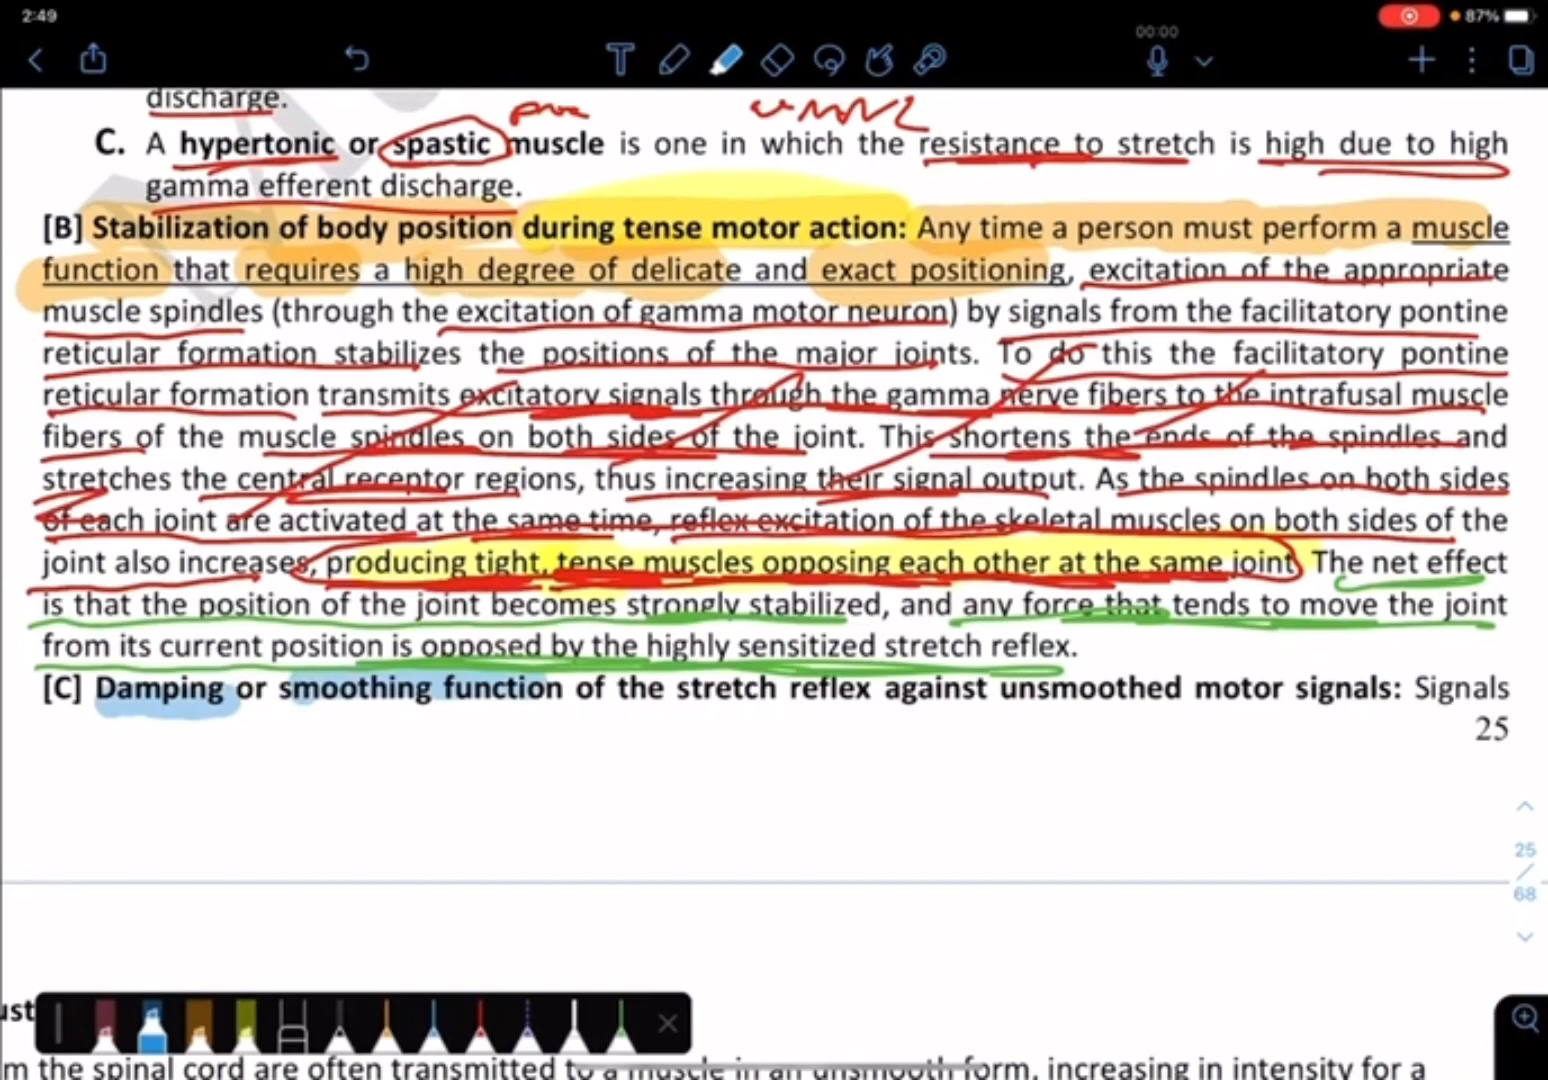 2:49
87%
00:00
discharge.
C. A hypertonic or spastic muscle is one in which the resistance to stretch is high due to high
gamma efferent discharge.
[B] Stabilization of body position during tense motor action: Any time a person must perform a muscle
function that requires a high degree of delicate and exact positioning, excitation of the appropriate
muscle spindles (through the excitation of gamma motor neuron) by signals from the facilitatory pontine
reticular formation stabilizes the positions of the major joints. To do this the facilitatory pontine
reticular formation transmits excitatory signals through the gamma nerve fibers to the intrafusal muscle
fibers of the muscle spindles on both sides of the joint. This shortens the ends of the spindles and
stretches the central receptor regions, thus increasing their signal output. As the spindles on both sides
of each joint are activated at the same time, reflex excitation of the skeletal muscles on both sides of the
joint also increases, producing tight, tense muscles opposing each other at the same joint. The net effect
is that the position of the joint becomes strongly stabilized, and any force that tends to move the joint
from its current position is opposed by the highly sensitized stretch reflex.
[C] Damping or smoothing function of the stretch reflex against unsmoothed motor signals: Signals
25
25
/
68
ust
m the spinal cord are often transmitted to a muscle in an unsmooth form, increasing in intensity for a